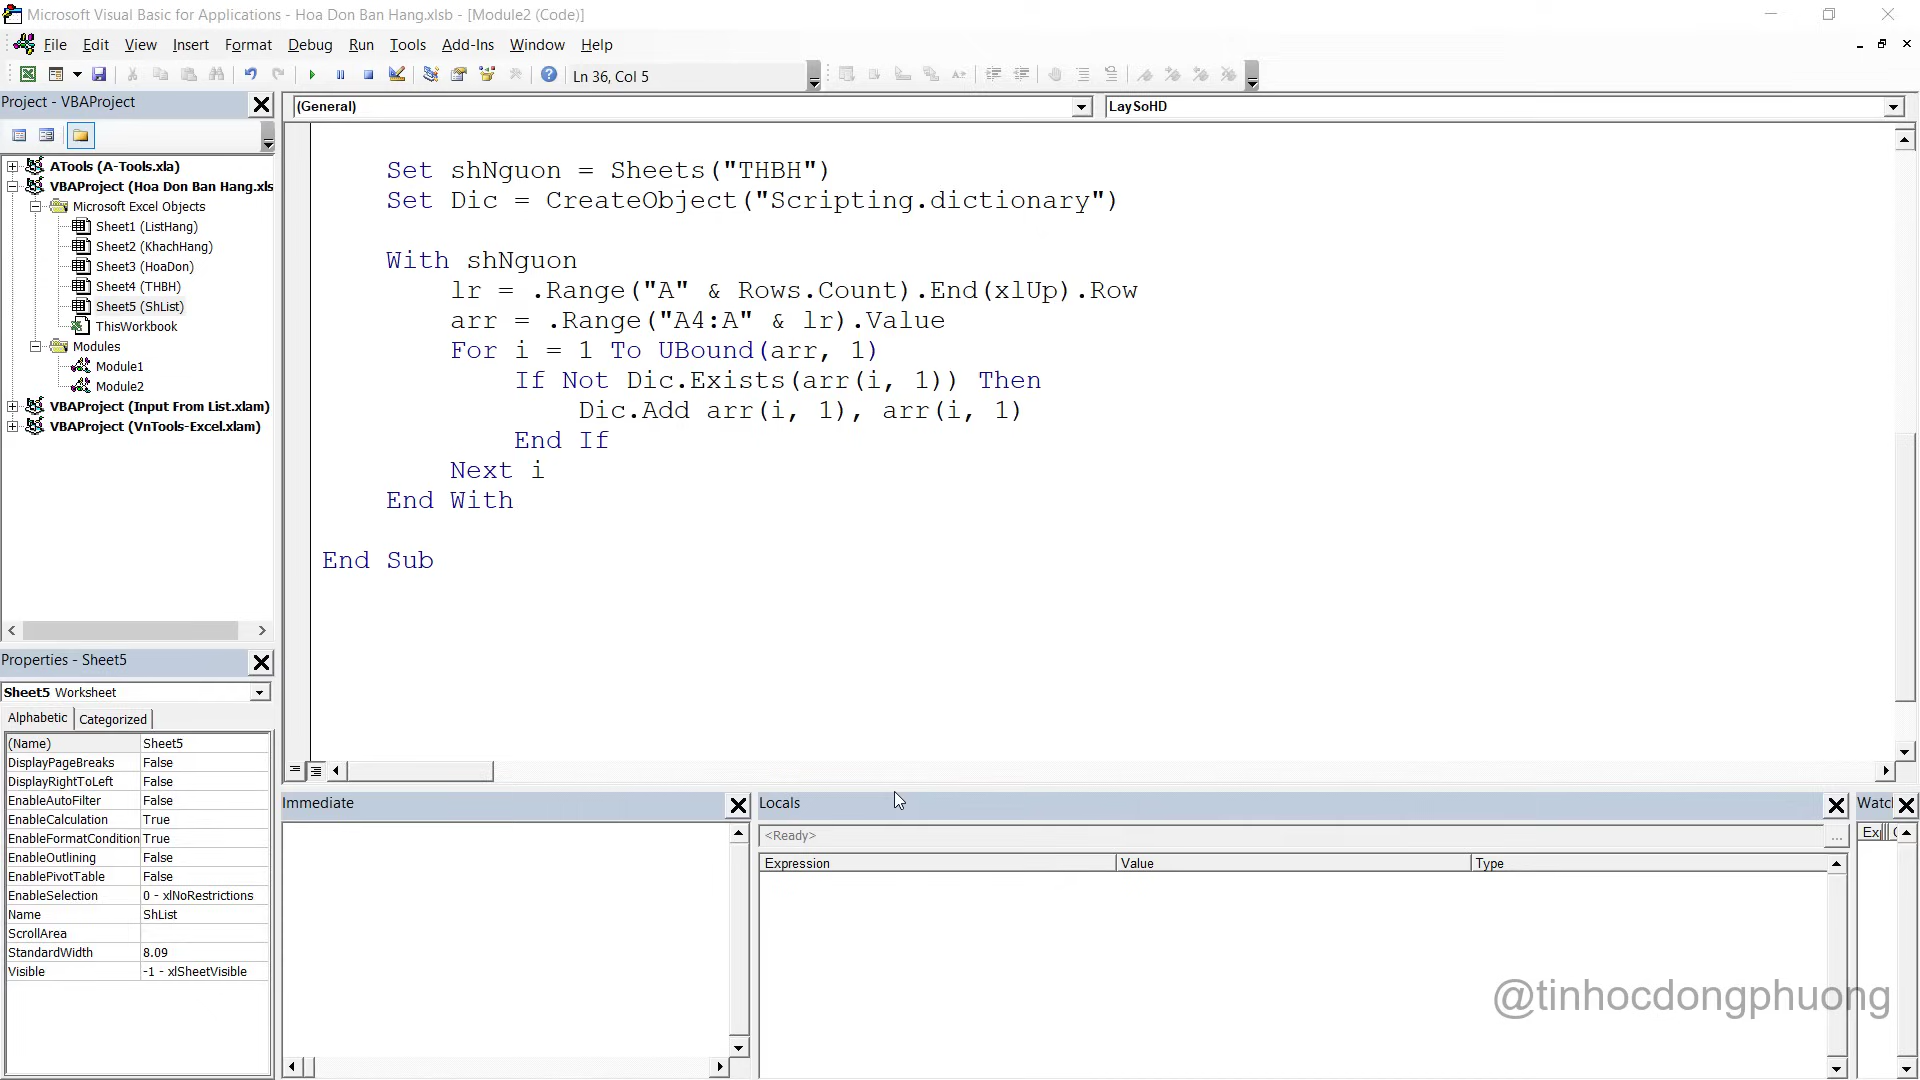 Microsoft Visual Basic for Applications - Hoa Don Ban Hang.xlsb - [Module2 (Code)]
File Edit View Insert Format Debug Run Tools Add-Ins Window Help
Ln 36, Col 5
Project - VBAProject
ATools (A-Tools.xla)
VBAProject (Hoa Don Ban Hang.xls
Microsoft Excel Objects
Sheet1 (ListHang)
Sheet2 (KhachHang)
Sheet3 (HoaDon)
Sheet4 (THBH)
Sheet5 (ShList)
ThisWorkbook
Modules
Module1
Module2
VBAProject (Input From List.xlam)
VBAProject (VnTools-Excel.xlam)
Properties - Sheet5
Sheet5 Worksheet
Alphabetic Categorized
(Name) Sheet5
DisplayPageBreaks False
DisplayRightToLeft False
EnableAutoFilter False
EnableCalculation True
EnableFormatCondition True
EnableOutlining False
EnablePivotTable False
EnableSelection 0 - xlNoRestrictions
Name ShList
ScrollArea
StandardWidth 8.09
Visible -1 - xlSheetVisible
(General) LaySoHD
Set shNguon = Sheets("THBH")
Set Dic = CreateObject("Scripting.dictionary")
With shNguon
lr = .Range("A" & Rows.Count).End(xlUp).Row
arr = .Range("A4:A" & lr).Value
For i = 1 To UBound(arr, 1)
If Not Dic.Exists(arr(i, 1)) Then
Dic.Add arr(i, 1), arr(i, 1)
End If
Next i
End With
End Sub
Immediate
Locals
<Ready>
...
Expression Value Type
Watc
Ex
@tinhocdongphuong